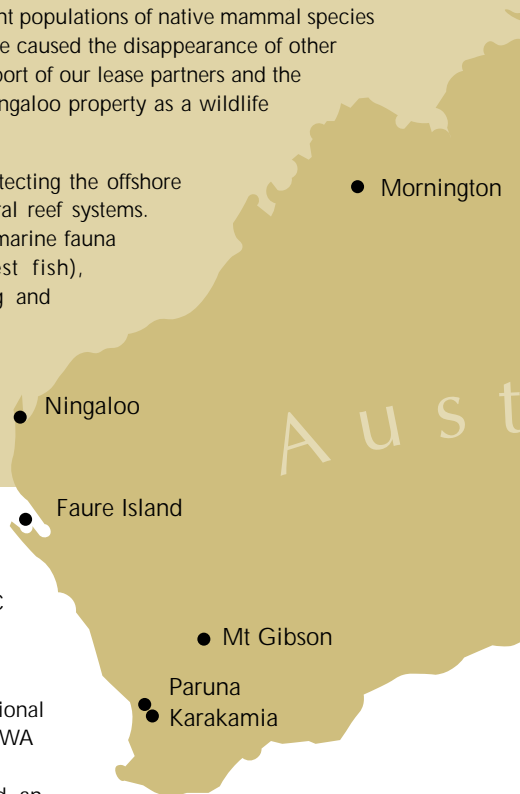 nt populations of native mammal species
e caused the disappearance of other
port of our lease partners and the
ngaloo property as a wildlife
tecting the offshore
ral reef systems.
marine fauna
est fish),
g and
Mornington
Ningaloo
Aust
Faure Island
Mt Gibson
Paruna
Karakamia
ional
WA